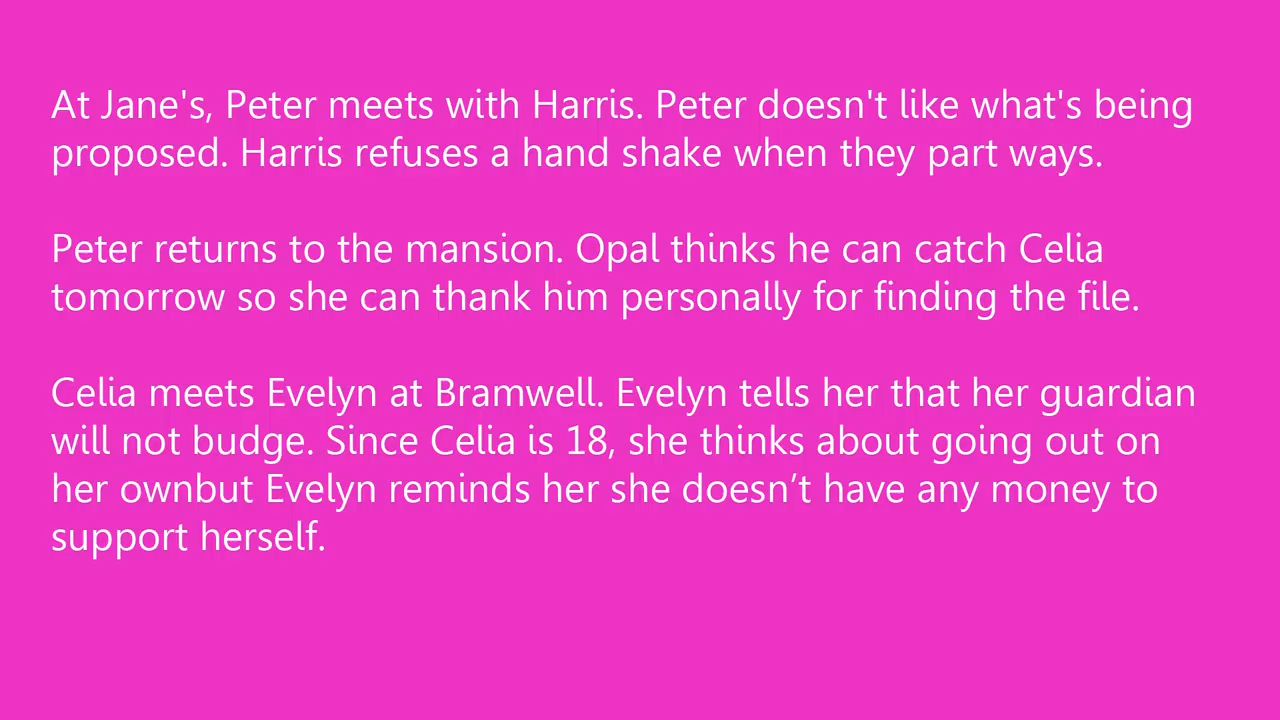 At Jane's, Peter meets with Harris. Peter doesn't like what's being
proposed. Harris refuses a hand shake when they part ways.
Peter returns to the mansion. Opal thinks he can catch Celia
tomorrow so she can thank him personally for finding the file.
Celia meets Evelyn at Bramwell. Evelyn tells her that her guardian
will not budge. Since Celia is 18, she thinks about going out on
her ownbut Evelyn reminds her she doesn’t have any money to
support herself.